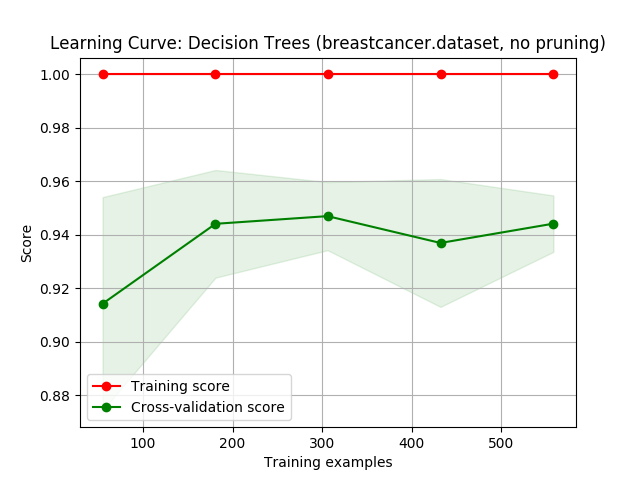 Learning Curve: Decision Trees (breastcancer.dataset, no pruning)
1.00
0.98
0.96
0.94
0.92
0.90
0.88
Score
Training score
Cross-validation score
100 200 300 400 500
Training examples